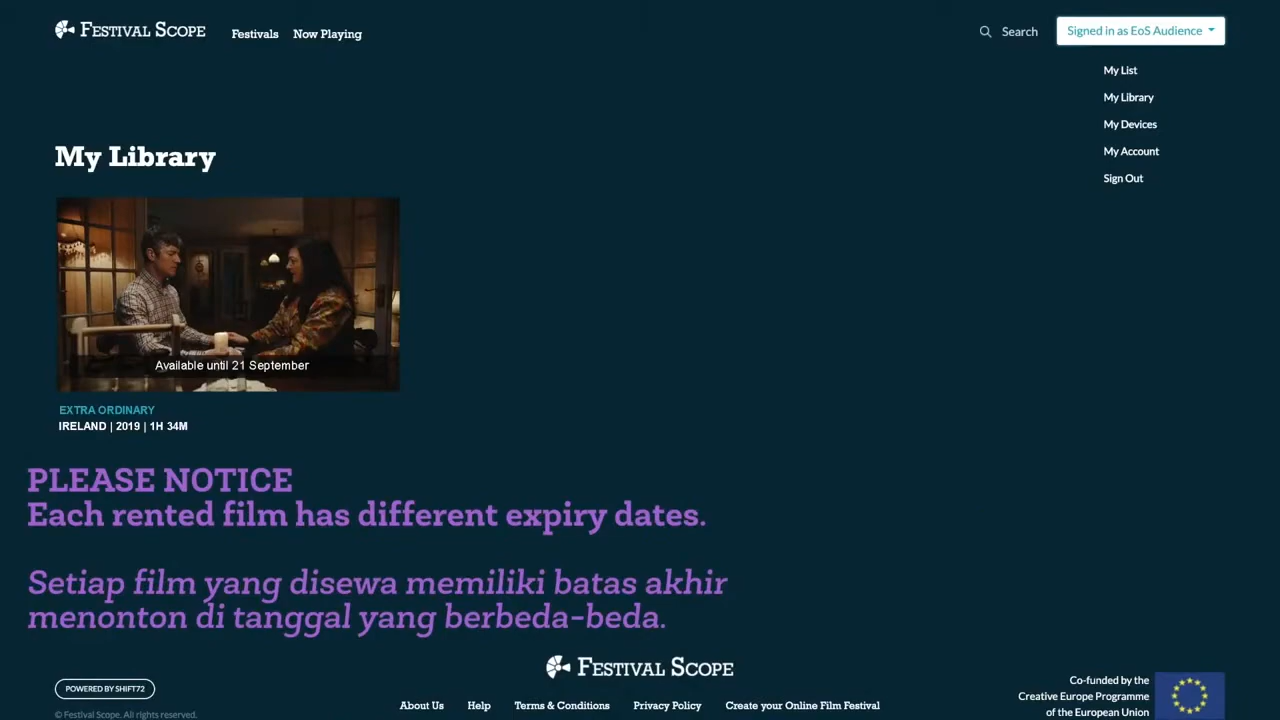 FESTIVAL SCOPE
Festivals
Now Playing
Search
Signed in as EoS Audience
My List
My Library
My Devices
My Account
Sign Out
My Library
Available until 21 September
EXTRA ORDINARY
IRELAND | 2019 | 1H 34M
PLEASE NOTICE
Each rented film has different expiry dates.
Setiap film yang disewa memiliki batas akhir
menonton di tanggal yang berbeda-beda.
FESTIVAL SCOPE
POWERED BY SHIFT72
© Festival Scope. All rights reserved.
About Us
Help
Terms & Conditions
Privacy Policy
Create your Online Film Festival
Co-funded by the
Creative Europe Programme
of the European Union